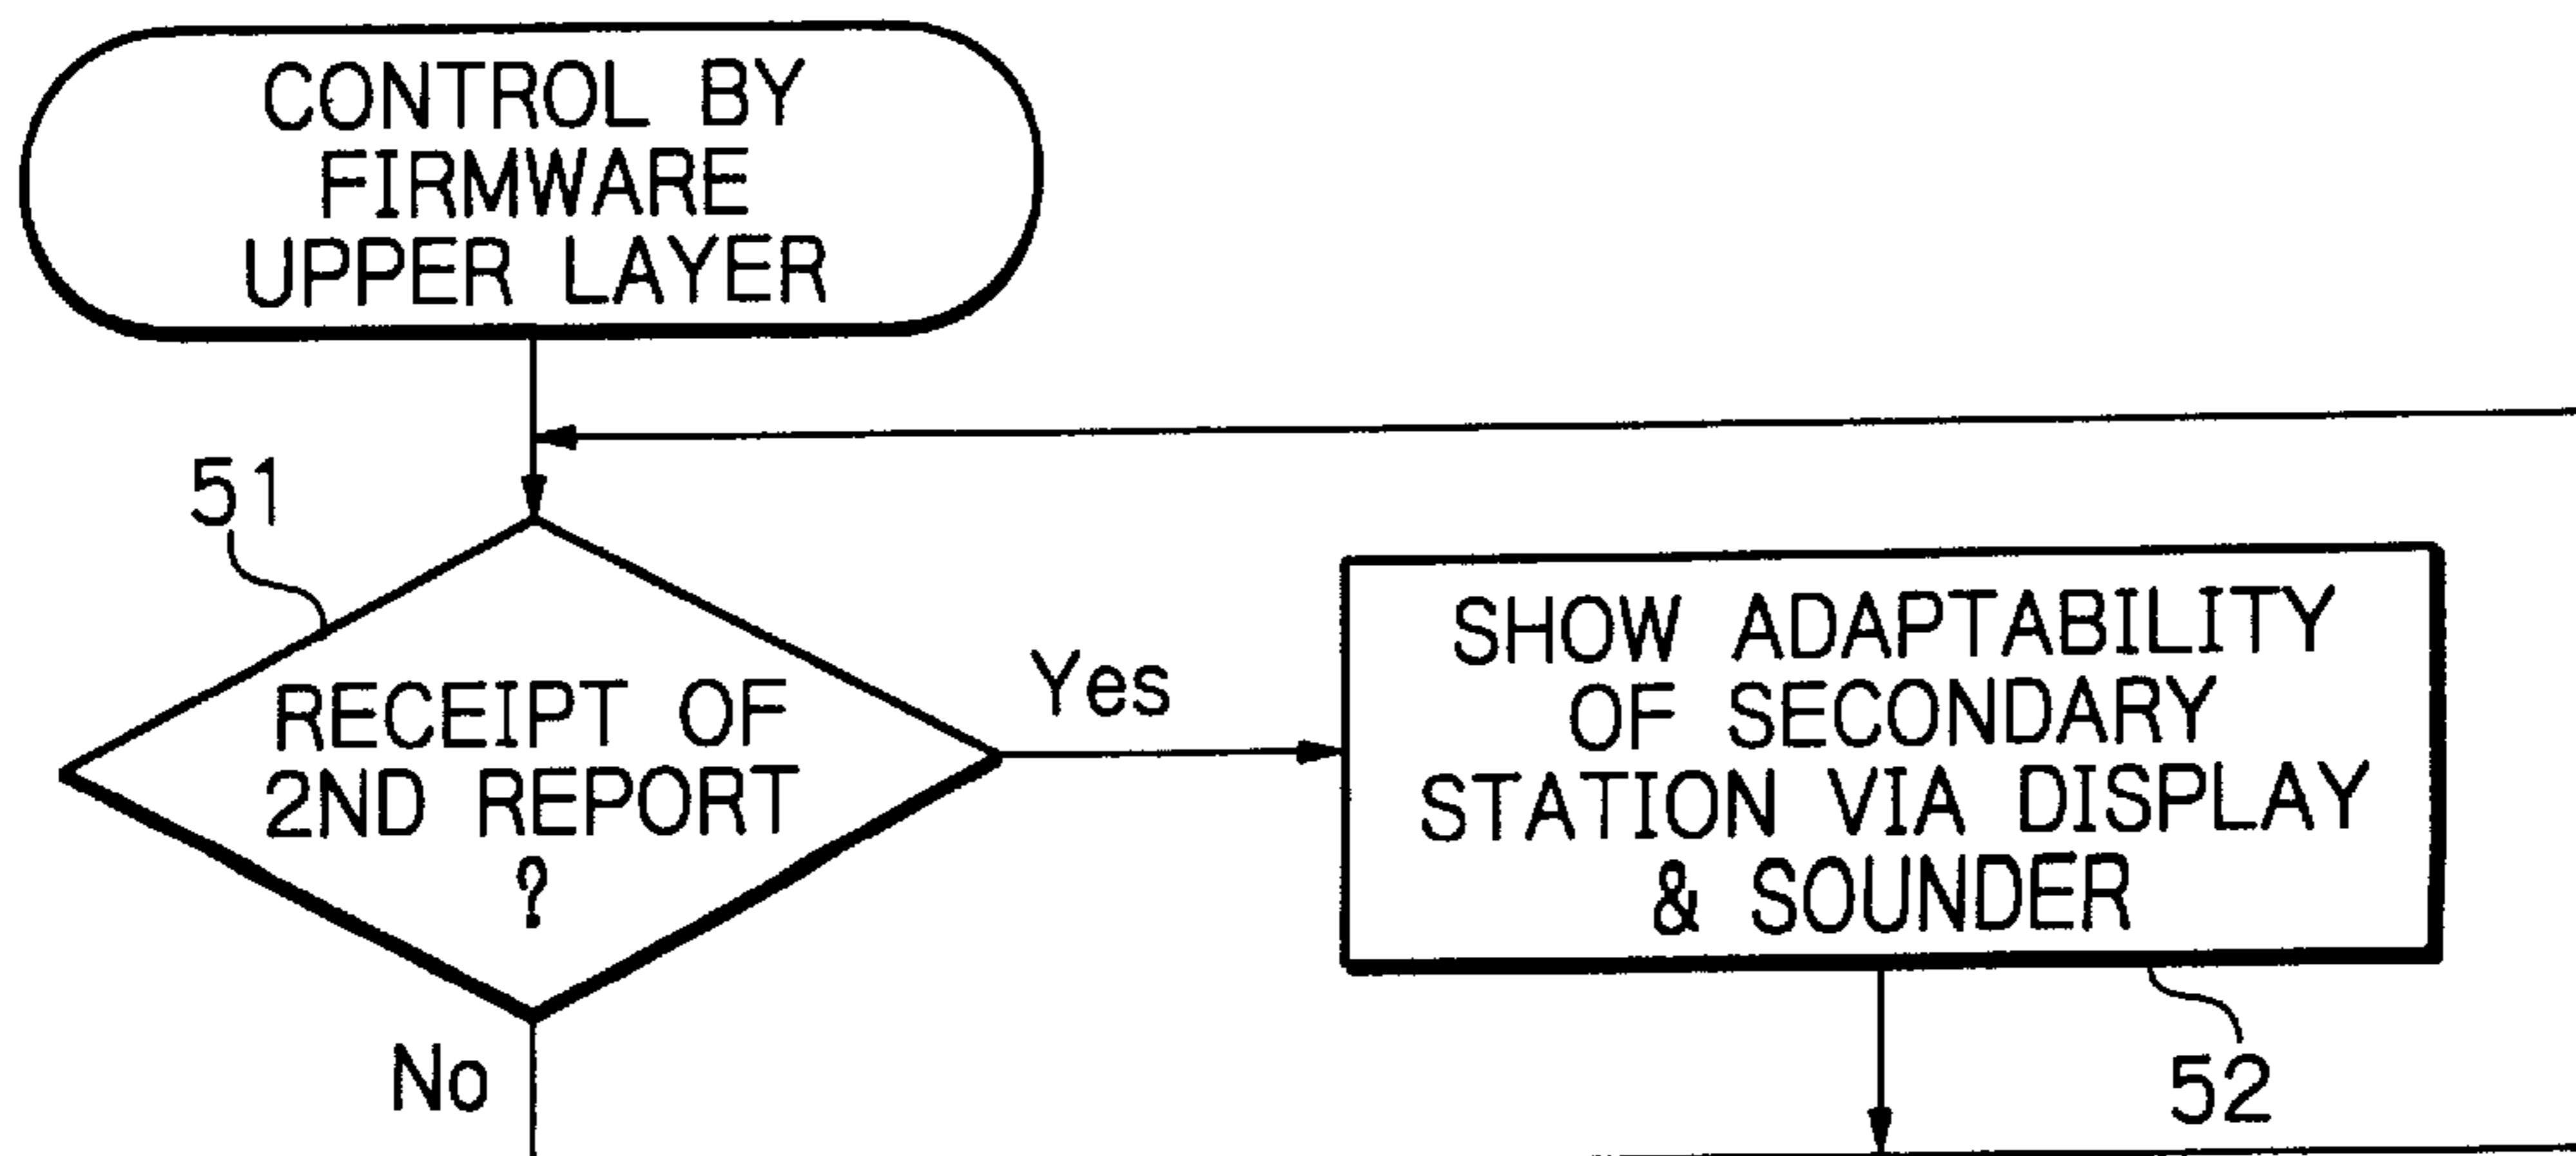 CONTROL BY
FIRMWARE
UPPER LAYER
51
RECEIPT OF
2ND REPORT
?
Yes
No
SHOW ADAPTABILITY
OF SECONDARY
STATION VIA DISPLAY
& SOUNDER
52